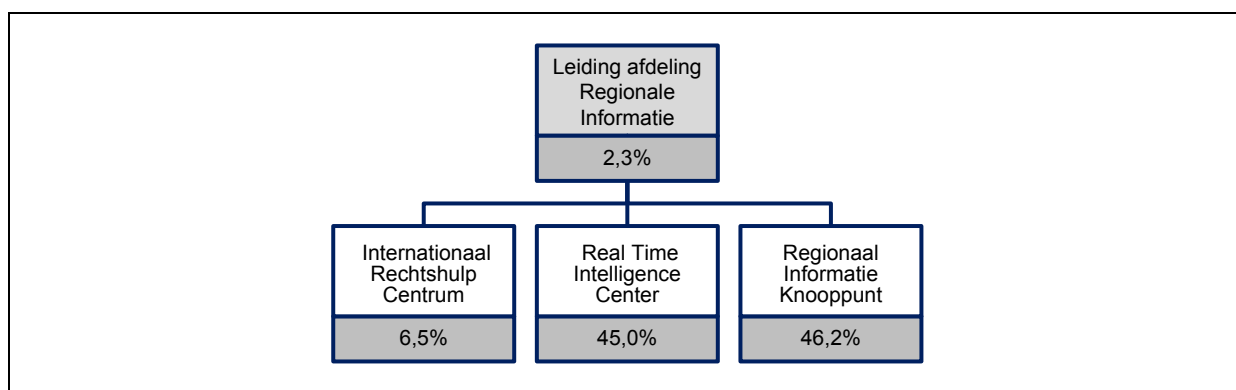 Leiding afdeling
Regionale
Informatie
2,3%
Internationaal
Rechtshulp
Centrum
6,5%
Real Time
Intelligence
Center
45,0%
Regionaal
Informatie
Knooppunt
46,2%